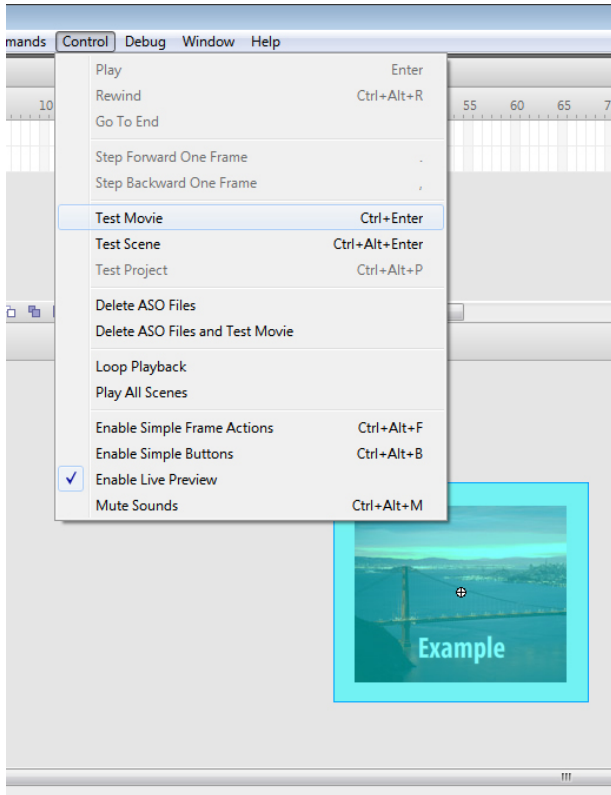 mands Control Debug Window Help
Play Enter
Rewind Ctrl+Alt+R
Go To End
10 55 60 65 7
Step Forward One Frame .
Step Backward One Frame ,
Test Movie Ctrl+Enter
Test Scene Ctrl+Alt+Enter
Test Project Ctrl+Alt+P
Delete ASO Files
Delete ASO Files and Test Movie
Loop Playback
Play All Scenes
Enable Simple Frame Actions Ctrl+Alt+F
Enable Simple Buttons Ctrl+Alt+B
Enable Live Preview
Mute Sounds Ctrl+Alt+M
Example